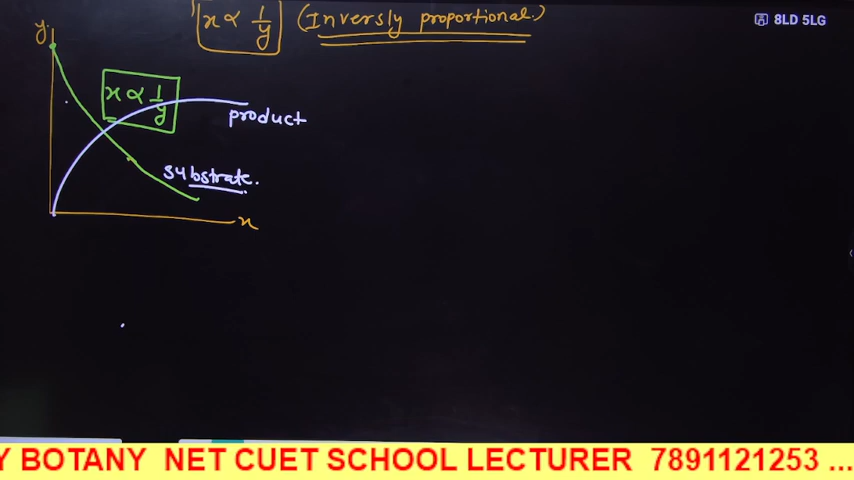 x ∝ 1/y (Inversly proportional.)
8LD 5LG
y
x ∝ 1/y
product
substrate.
x
Y BOTANY NET CUET SCHOOL LECTURER 7891121253 ...